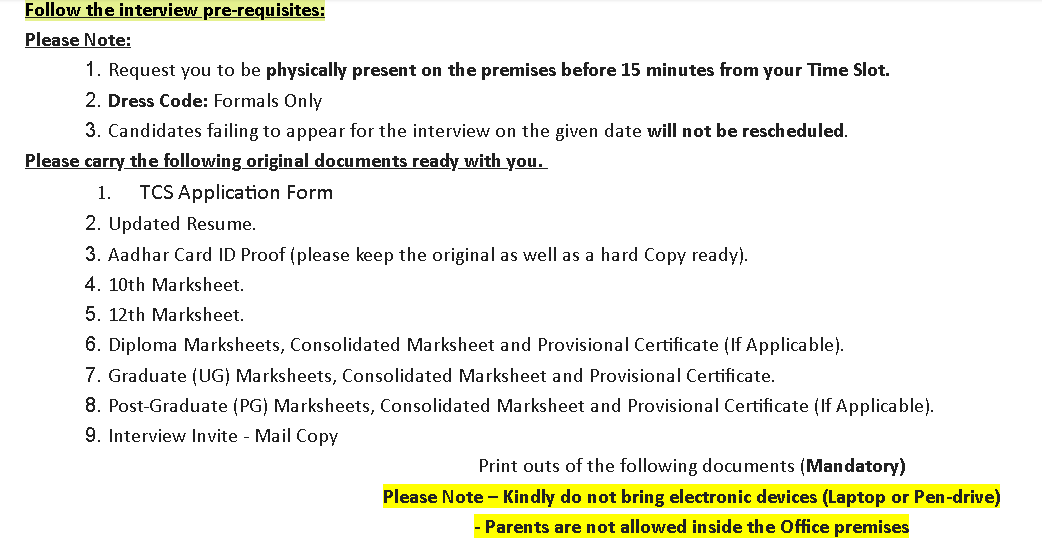 Follow the interview pre-requisites:
Please Note:
1. Request you to be physically present on the premises before 15 minutes from your Time Slot.
2. Dress Code: Formals Only
3. Candidates failing to appear for the interview on the given date will not be rescheduled.
Please carry the following original documents ready with you.
1. TCS Application Form
2. Updated Resume.
3. Aadhar Card ID Proof (please keep the original as well as a hard Copy ready).
4. 10th Marksheet.
5. 12th Marksheet.
6. Diploma Marksheets, Consolidated Marksheet and Provisional Certificate (If Applicable).
7. Graduate (UG) Marksheets, Consolidated Marksheet and Provisional Certificate.
8. Post-Graduate (PG) Marksheets, Consolidated Marksheet and Provisional Certificate (If Applicable).
9. Interview Invite - Mail Copy
Print outs of the following documents (Mandatory)
Please Note – Kindly do not bring electronic devices (Laptop or Pen-drive)
- Parents are not allowed inside the Office premises